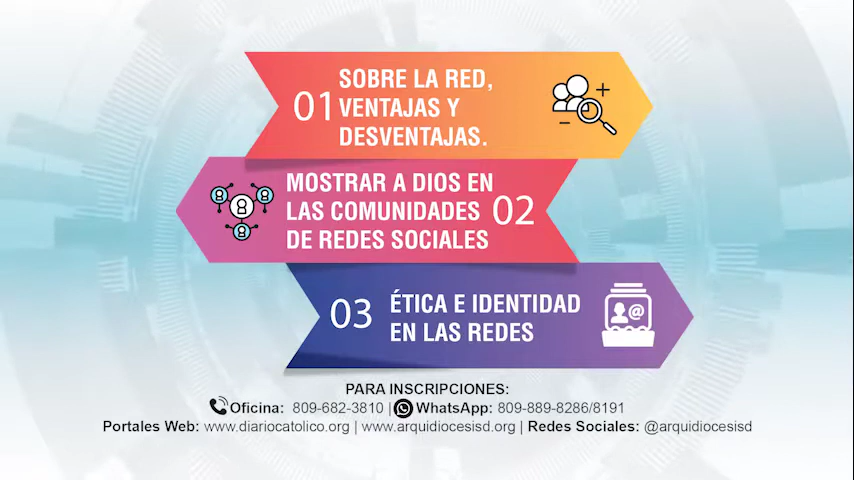 01
SOBRE LA RED,
VENTAJAS Y
DESVENTAJAS.
MOSTRAR A DIOS EN
LAS COMUNIDADES
DE REDES SOCIALES
02
03
ÉTICA E IDENTIDAD
EN LAS REDES
PARA INSCRIPCIONES:
Oficina: 809-682-3810 | WhatsApp: 809-889-8286/8191
Portales Web: www.diariocatolico.org | www.arquidiocesisd.org | Redes Sociales: @arquidiocesisd